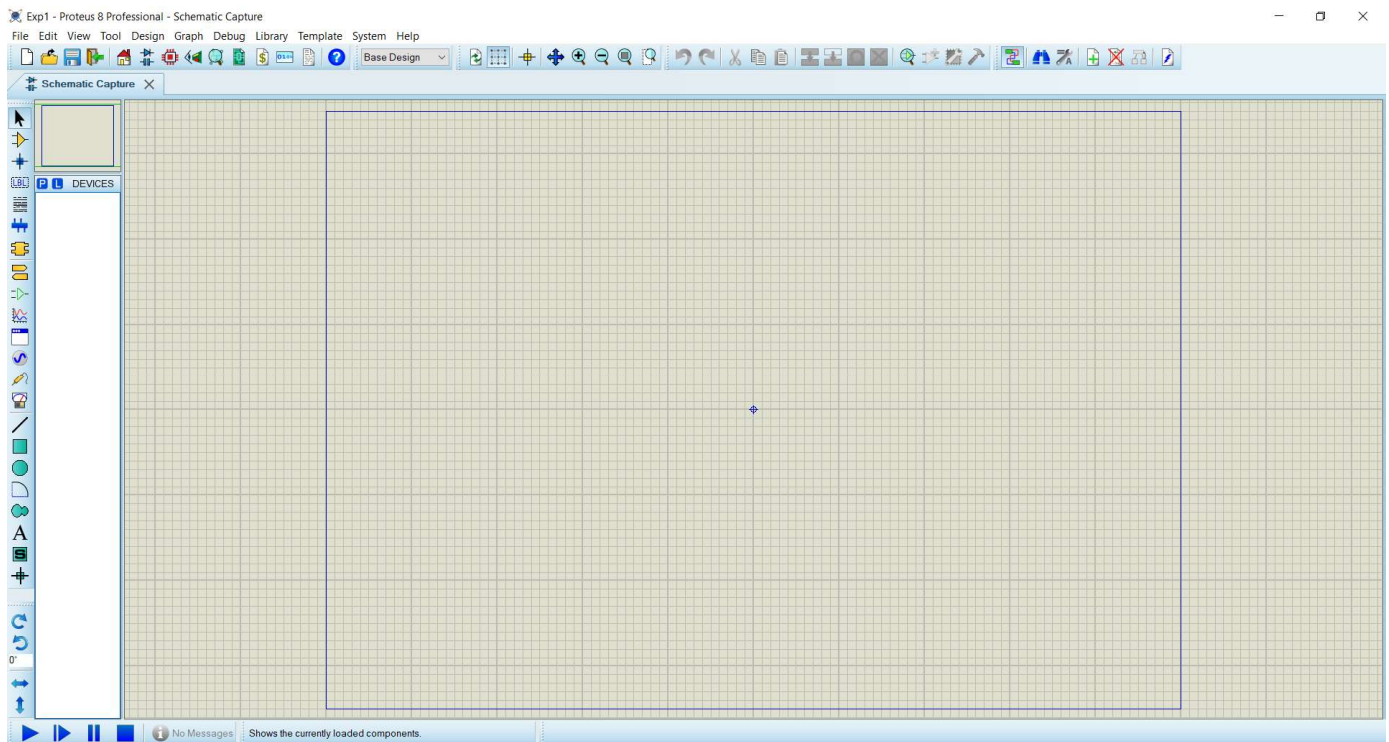 Exp1 - Proteus 8 Professional - Schematic Capture
File Edit View Tool Design Graph Debug Library Template System Help
Base Design
Schematic Capture
LBL
P L DEVICES
A
S
0°
No Messages
Shows the currently loaded components.